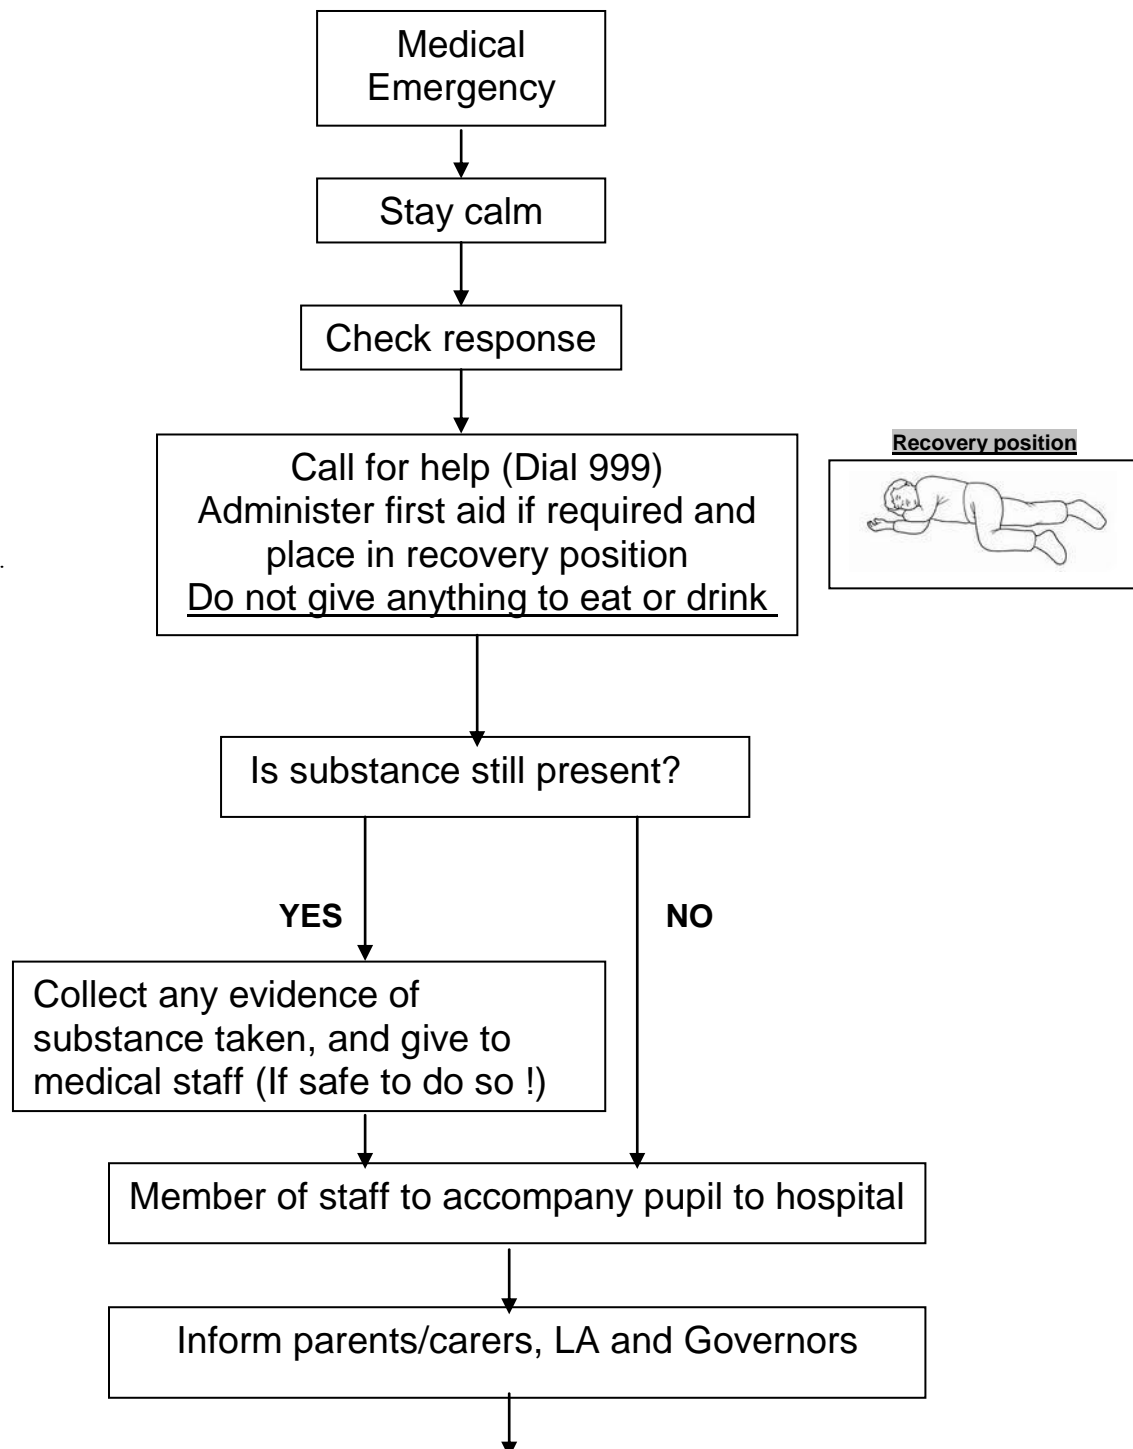 Medical
Emergency
Stay calm
Check response
Call for help (Dial 999)
Administer first aid if required and
place in recovery position
Do not give anything to eat or drink
Recovery position
.
Is substance still present?
YES
NO
Collect any evidence of
substance taken, and give to
medical staff (If safe to do so !)
Member of staff to accompany pupil to hospital
Inform parents/carers, LA and Governors